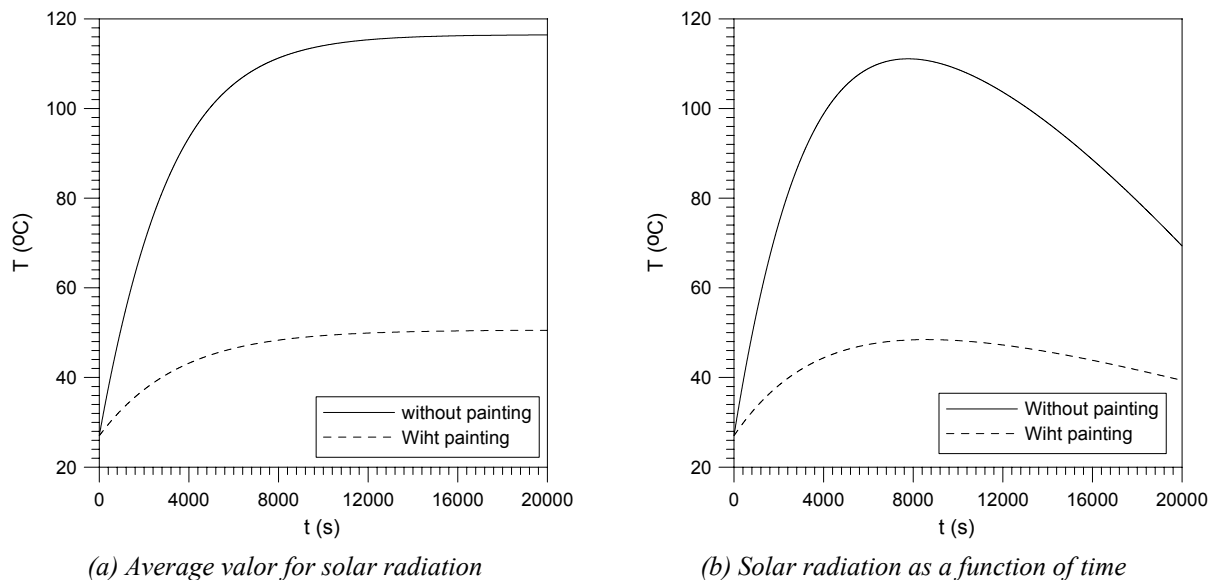 120
100
80
60
40
20
T (ºC)
0
4000
8000
12000
16000
20000
t (s)
without painting
Wiht painting
(a) Average valor for solar radiation
120
100
80
60
40
20
T (ºC)
0
4000
8000
12000
16000
20000
t (s)
Without painting
Wiht painting
(b) Solar radiation as a function of time